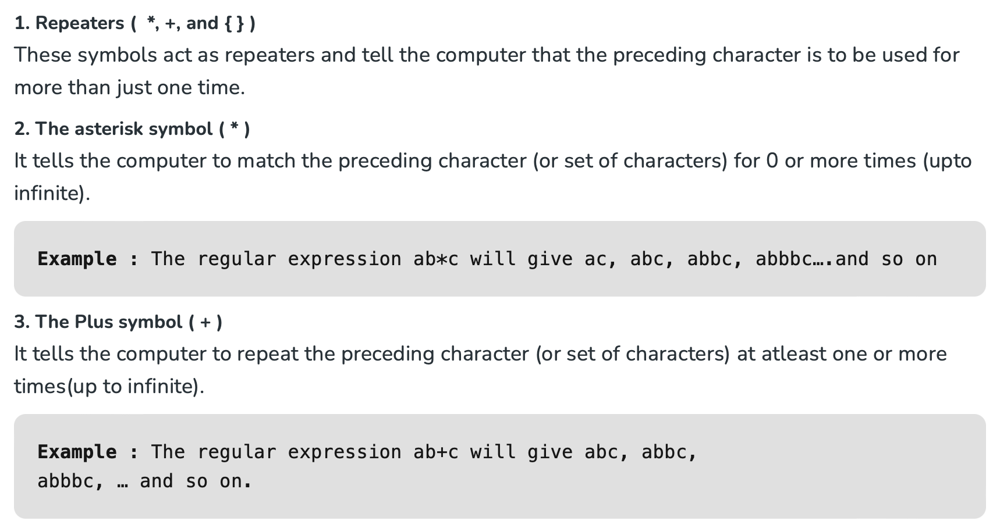 1. Repeaters ( *, +, and { } )
These symbols act as repeaters and tell the computer that the preceding character is to be used for
more than just one time.
2. The asterisk symbol ( * )
It tells the computer to match the preceding character (or set of characters) for 0 or more times (upto
infinite).
Example : The regular expression ab*c will give ac, abc, abbc, abbbc….and so on
3. The Plus symbol ( + )
It tells the computer to repeat the preceding character (or set of characters) at atleast one or more
times(up to infinite).
Example : The regular expression ab+c will give abc, abbc,
abbbc, … and so on.